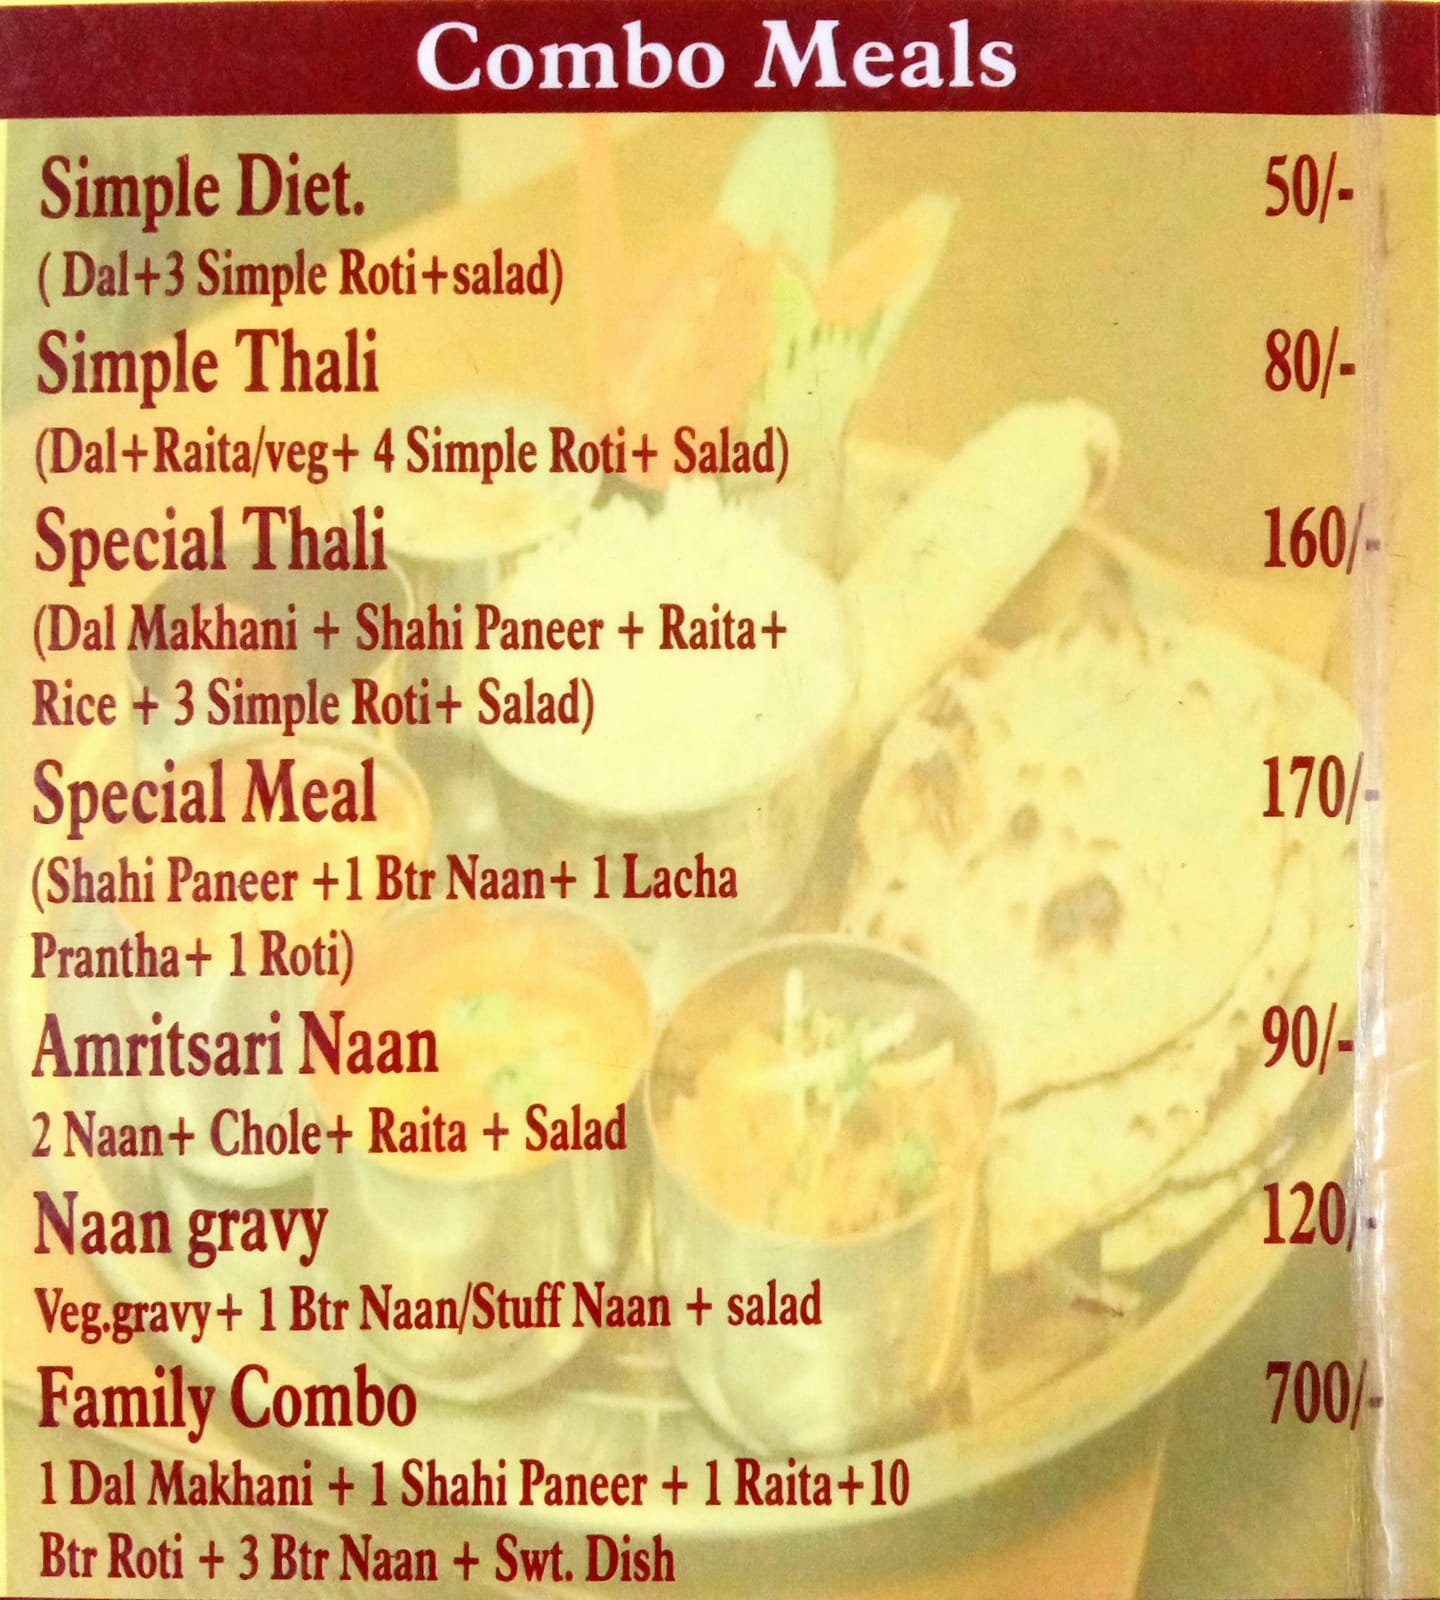 Combo Meals
Simple Diet. 50/-
( Dal+3 Simple Roti+salad)
Simple Thali 80/-
(Dal+Raita/veg+ 4 Simple Roti+ Salad)
Special Thali 160/-
(Dal Makhani + Shahi Paneer + Raita+
Rice + 3 Simple Roti+ Salad)
Special Meal 170/-
(Shahi Paneer +1 Btr Naan+ 1 Lacha
Prantha+ 1 Roti)
Amritsari Naan 90/-
2 Naan+ Chole+ Raita + Salad
Naan gravy 120/-
Veg.gravy+ 1 Btr Naan/Stuff Naan + salad
Family Combo 700/-
1 Dal Makhani + 1 Shahi Paneer + 1 Raita+10
Btr Roti + 3 Btr Naan + Swt. Dish